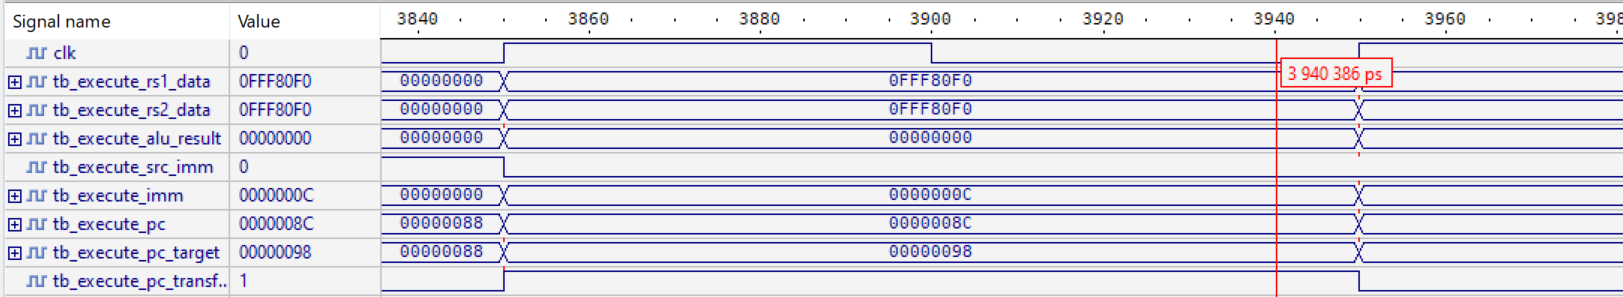 Signal name Value 3840 3860 3880 3900 3920 3940 3960 398
clk 0
tb_execute_rs1_data 0FFF80F0 00000000 0FFF80F0 3 940 386 ps
tb_execute_rs2_data 0FFF80F0 00000000 0FFF80F0
tb_execute_alu_result 00000000 00000000 00000000
tb_execute_src_imm 0
tb_execute_imm 0000000C 00000000 0000000C
tb_execute_pc 0000008C 00000088 0000008C
tb_execute_pc_target 00000098 00000088 00000098
tb_execute_pc_transf.. 1